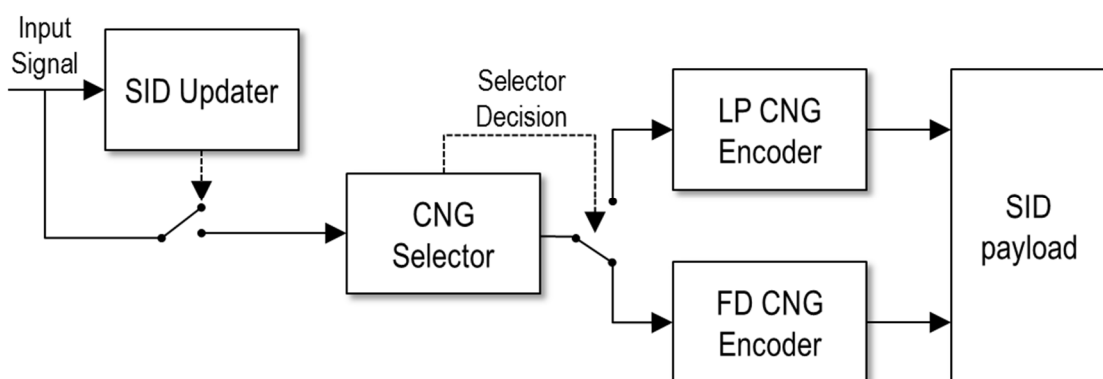 Input
Signal
SID Updater
Selector
Decision
CNG
Selector
LP CNG
Encoder
FD CNG
Encoder
SID
payload